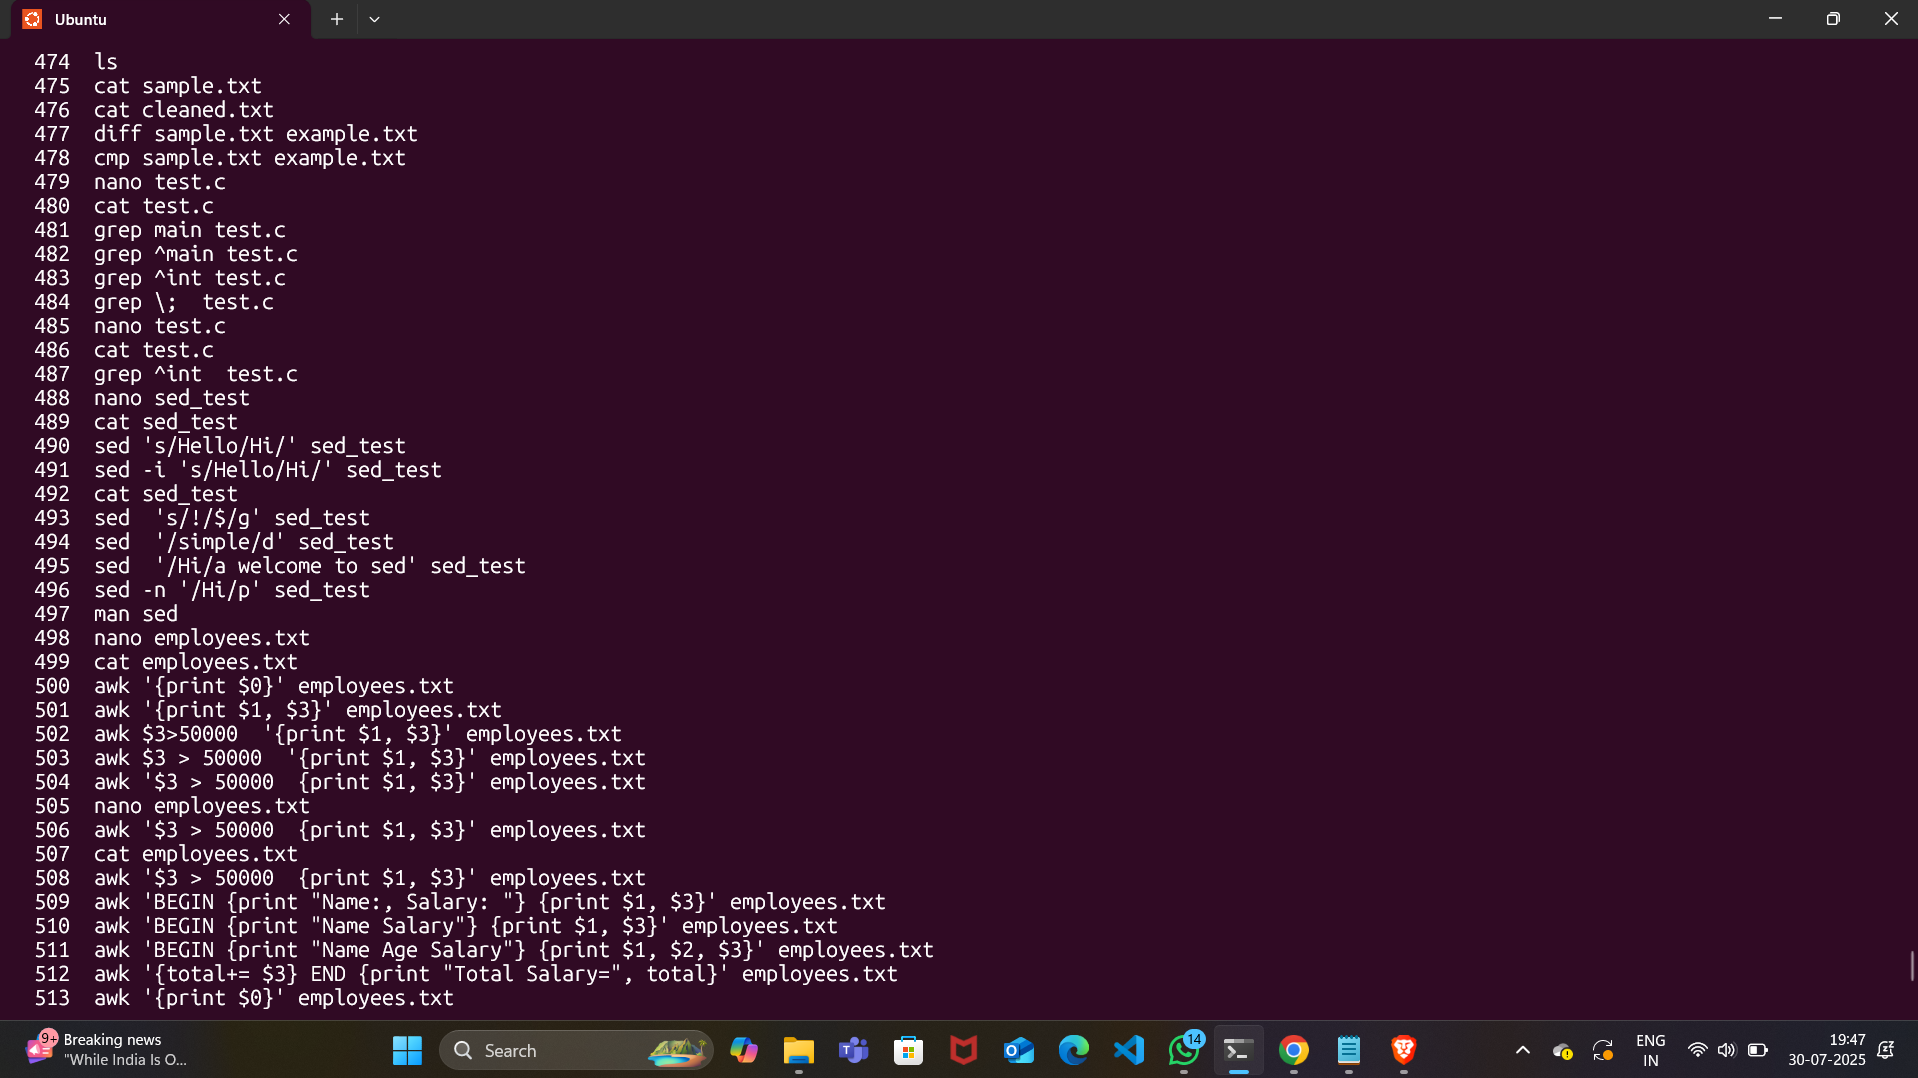 Ubuntu
474 ls
475 cat sample.txt
476 cat cleaned.txt
477 diff sample.txt example.txt
478 cmp sample.txt example.txt
479 nano test.c
480 cat test.c
481 grep main test.c
482 grep ^main test.c
483 grep ^int test.c
484 grep \;  test.c
485 nano test.c
486 cat test.c
487 grep ^int  test.c
488 nano sed_test
489 cat sed_test
490 sed 's/Hello/Hi/' sed_test
491 sed -i 's/Hello/Hi/' sed_test
492 cat sed_test
493 sed  's/!/$/g' sed_test
494 sed  '/simple/d' sed_test
495 sed  '/Hi/a welcome to sed' sed_test
496 sed -n '/Hi/p' sed_test
497 man sed
498 nano employees.txt
499 cat employees.txt
500 awk '{print $0}' employees.txt
501 awk '{print $1, $3}' employees.txt
502 awk $3>50000  '{print $1, $3}' employees.txt
503 awk $3 > 50000  '{print $1, $3}' employees.txt
504 awk '$3 > 50000  {print $1, $3}' employees.txt
505 nano employees.txt
506 awk '$3 > 50000  {print $1, $3}' employees.txt
507 cat employees.txt
508 awk '$3 > 50000  {print $1, $3}' employees.txt
509 awk 'BEGIN {print "Name:, Salary: "} {print $1, $3}' employees.txt
510 awk 'BEGIN {print "Name Salary"} {print $1, $3}' employees.txt
511 awk 'BEGIN {print "Name Age Salary"} {print $1, $2, $3}' employees.txt
512 awk '{total+= $3} END {print "Total Salary=", total}' employees.txt
513 awk '{print $0}' employees.txt
9+ Breaking news
"While India Is O...
Search
14
ENG
IN
19:47
30-07-2025